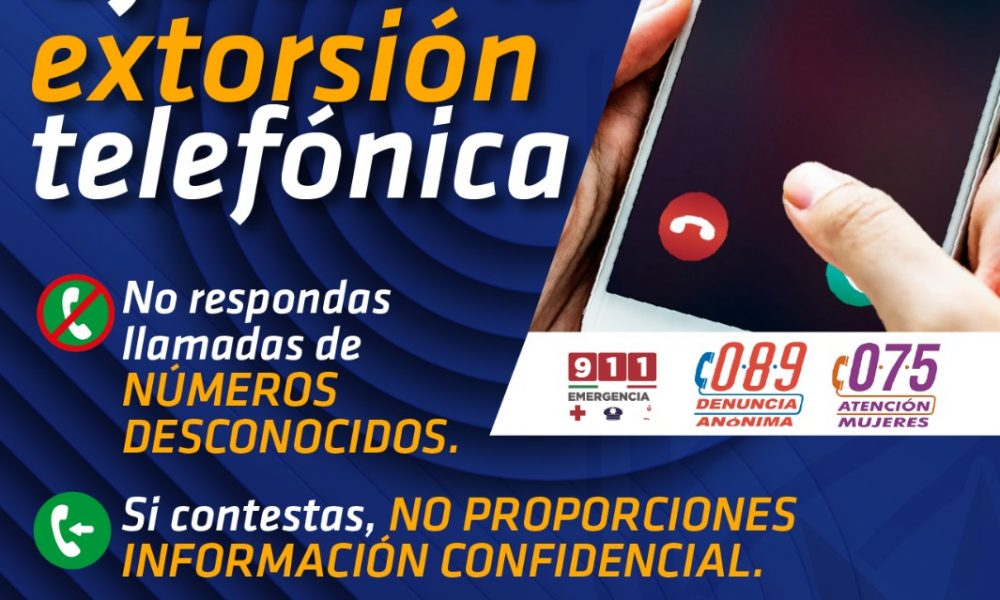 extorsión
telefónica
No respondas
llamadas de
NÚMEROS
DESCONOCIDOS.
911
EMERGENCIA
089
DENUNCIA
ANÓNIMA
075
ATENCIÓN
MUJERES
Si contestas, NO PROPORCIONES
INFORMACIÓN CONFIDENCIAL.